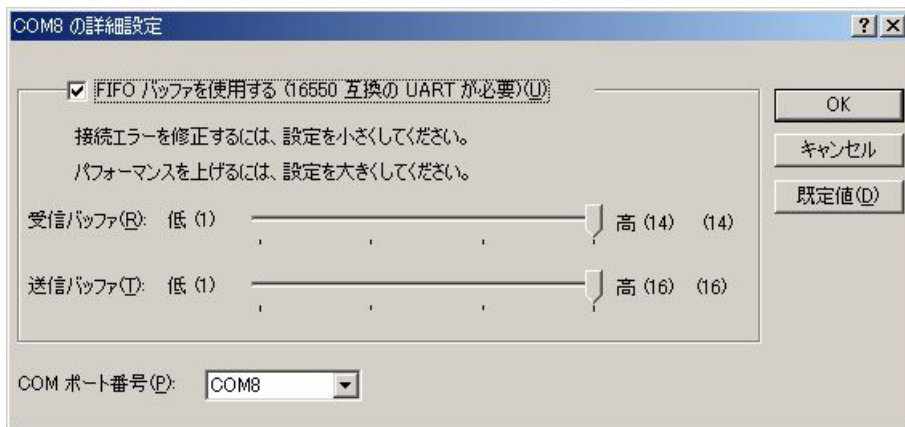 COM8 の詳細設定
FIFO バッファを使用する (16550 互換の UART が必要)(U)
接続エラーを修正するには、設定を小さくしてください。
パフォーマンスを上げるには、設定を大きくしてください。
受信バッファ(R): 低 (1) 高 (14) (14)
送信バッファ(T): 低 (1) 高 (16) (16)
COM ポート番号(P): COM8
OK
キャンセル
既定値(D)